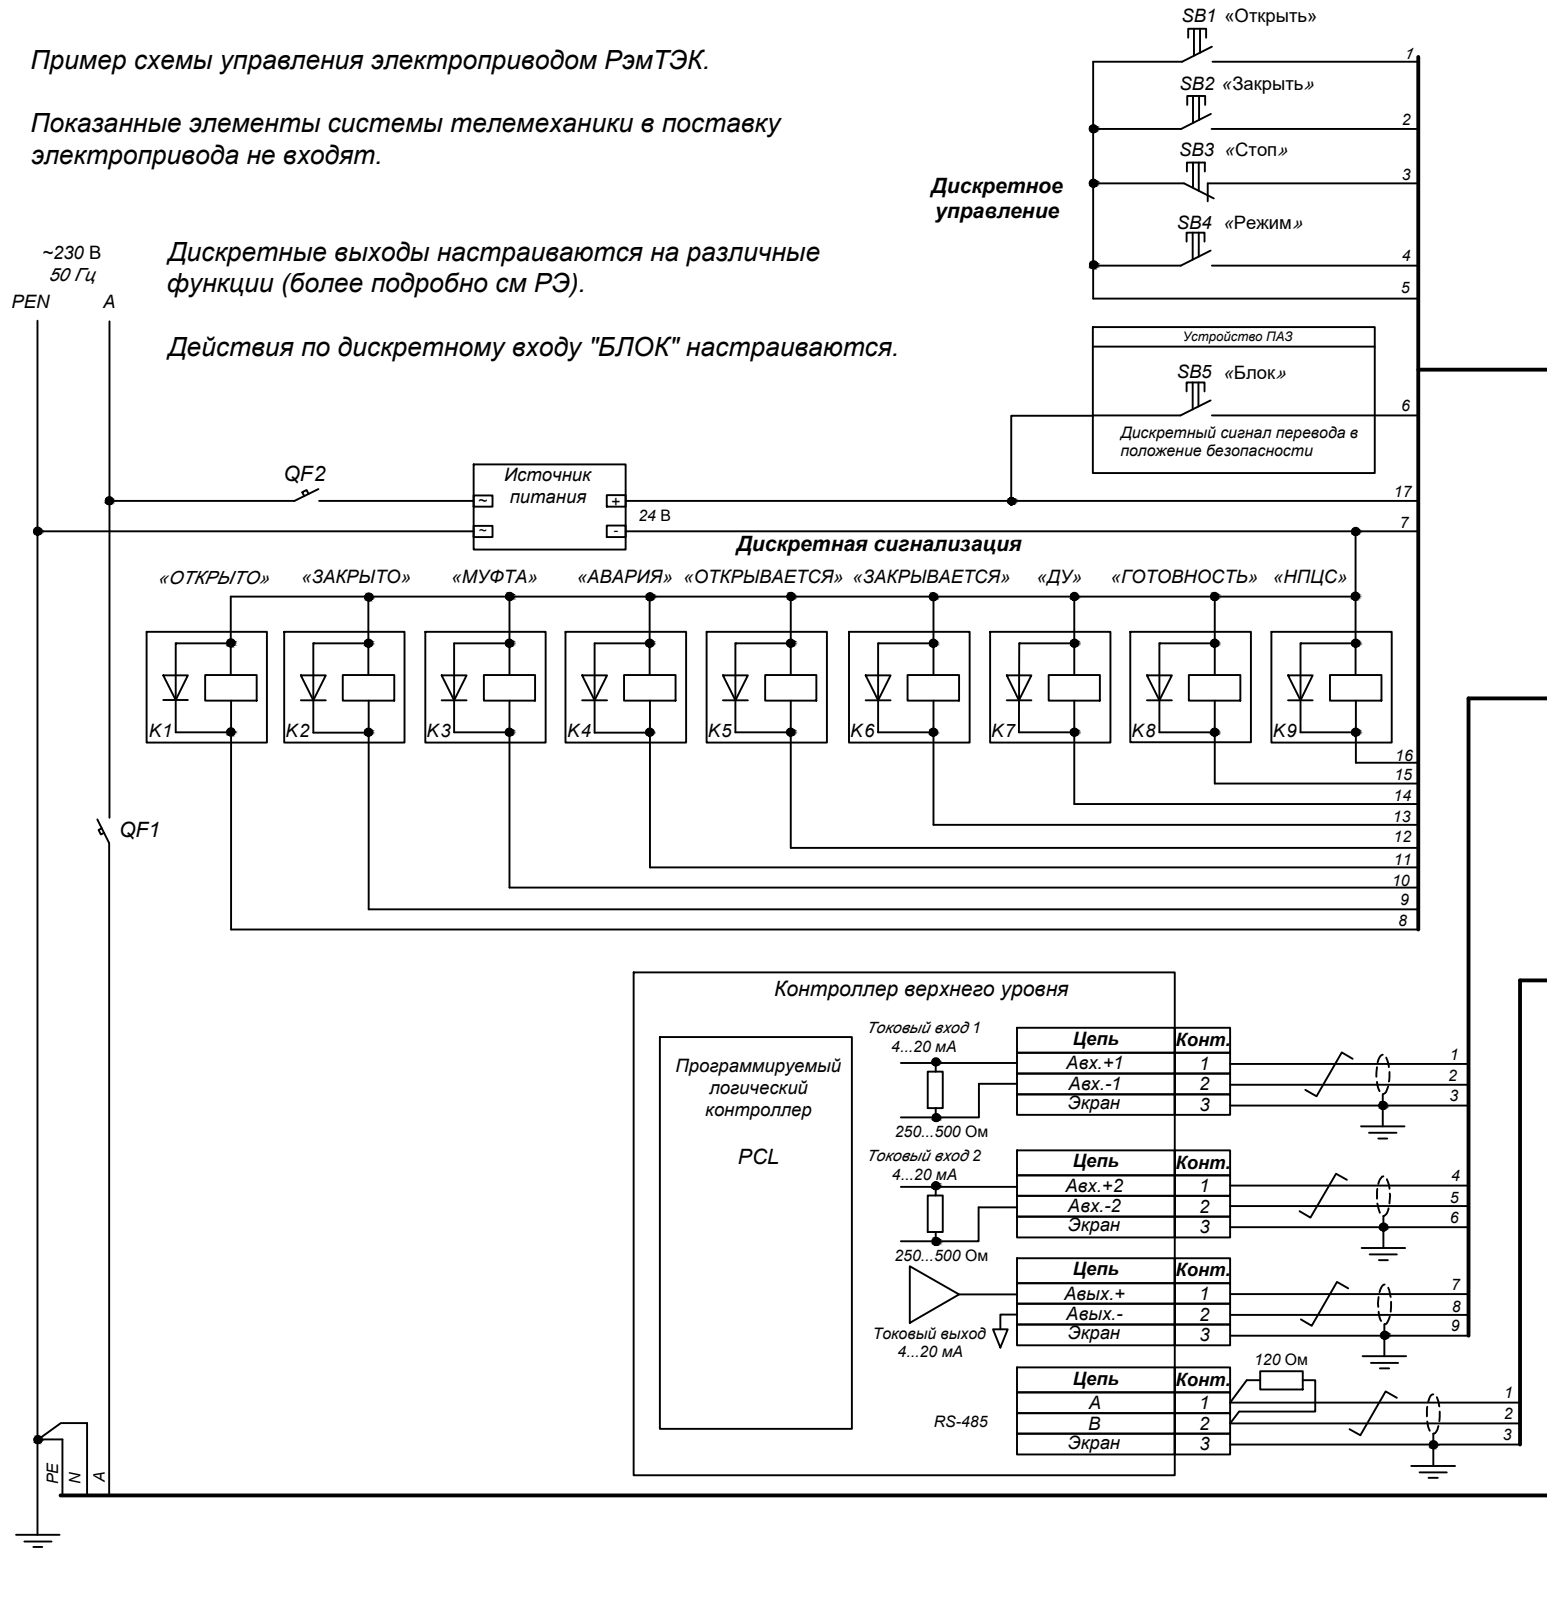 Пример схемы управления электроприводом РэмТЭК.
Показанные элементы системы телемеханики в поставку
электропривода не входят.
~230 В
50 Гц
PEN
A
Дискретные выходы настраиваются на различные
функции (более подробно см РЭ).
Действия по дискретному входу "БЛОК" настраиваются.
Дискретное
управление
SB1 «Открыть»
1
SB2 «Закрыть»
2
SB3 «Стоп»
3
SB4 «Режим»
4
5
Устройство ПАЗ
SB5 «Блок»
6
Дискретный сигнал перевода в
положение безопасности
QF2
Источник
питания
~
+
~
-
24 В
17
7
Дискретная сигнализация
«ОТКРЫТО» «ЗАКРЫТО» «МУФТА» «АВАРИЯ» «ОТКРЫВАЕТСЯ» «ЗАКРЫВАЕТСЯ» «ДУ» «ГОТОВНОСТЬ» «НПЦС»
K1 K2 K3 K4 K5 K6 K7 K8 K9
16
15
14
13
12
11
10
9
8
QF1
Контроллер верхнего уровня
Программируемый
логический
контроллер
PCL
Токовый вход 1
4...20 мА
250...500 Ом
Цепь Конт.
Авх.+1 1
Авх.-1 2
Экран 3
1
2
3
Токовый вход 2
4...20 мА
250...500 Ом
Цепь Конт.
Авх.+2 1
Авх.-2 2
Экран 3
4
5
6
Токовый выход
4...20 мА
Цепь Конт.
Авых.+ 1
Авых.- 2
Экран 3
7
8
9
RS-485
120 Ом
Цепь Конт.
A 1
B 2
Экран 3
1
2
3
PE
N
A